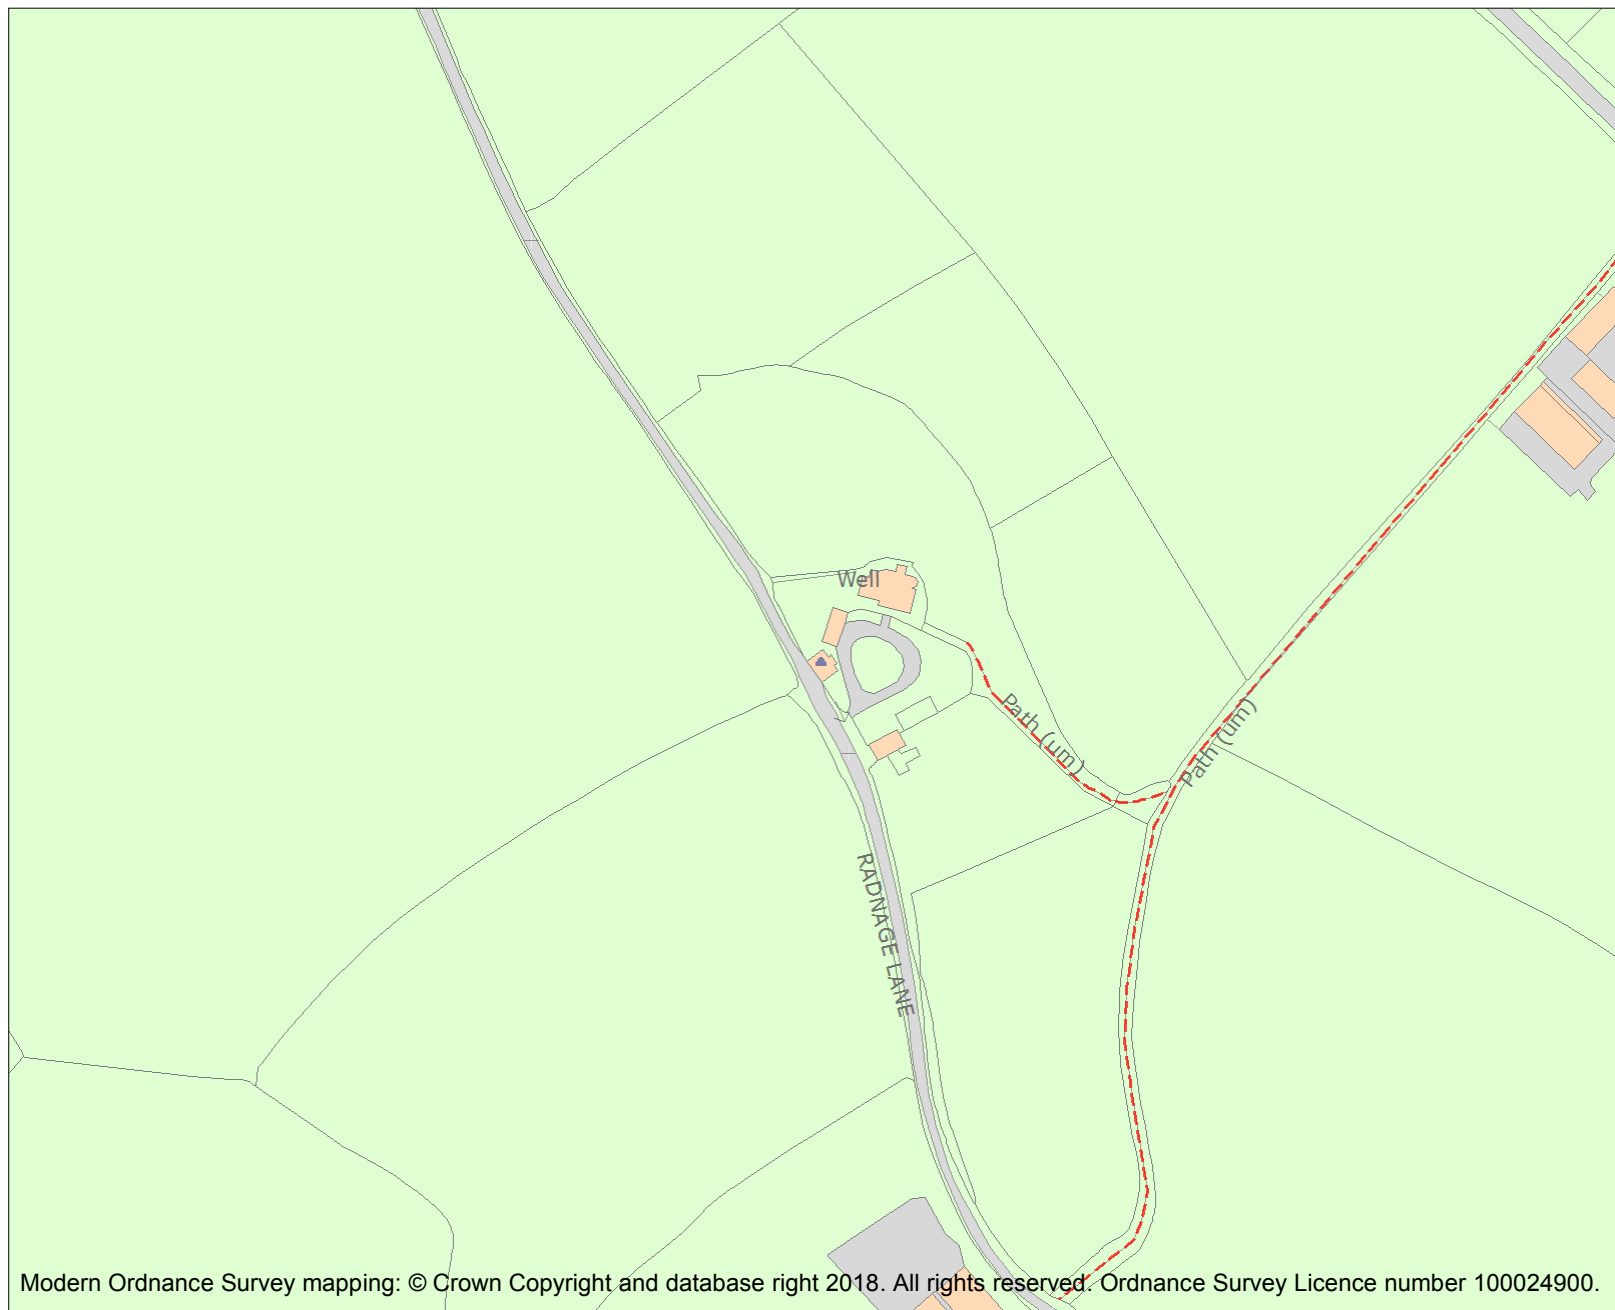 Well
Path (um)
Path (um)
RADNAGE LANE
Modern Ordnance Survey mapping: © Crown Copyright and database right 2018. All rights reserved. Ordnance Survey Licence number 100024900.